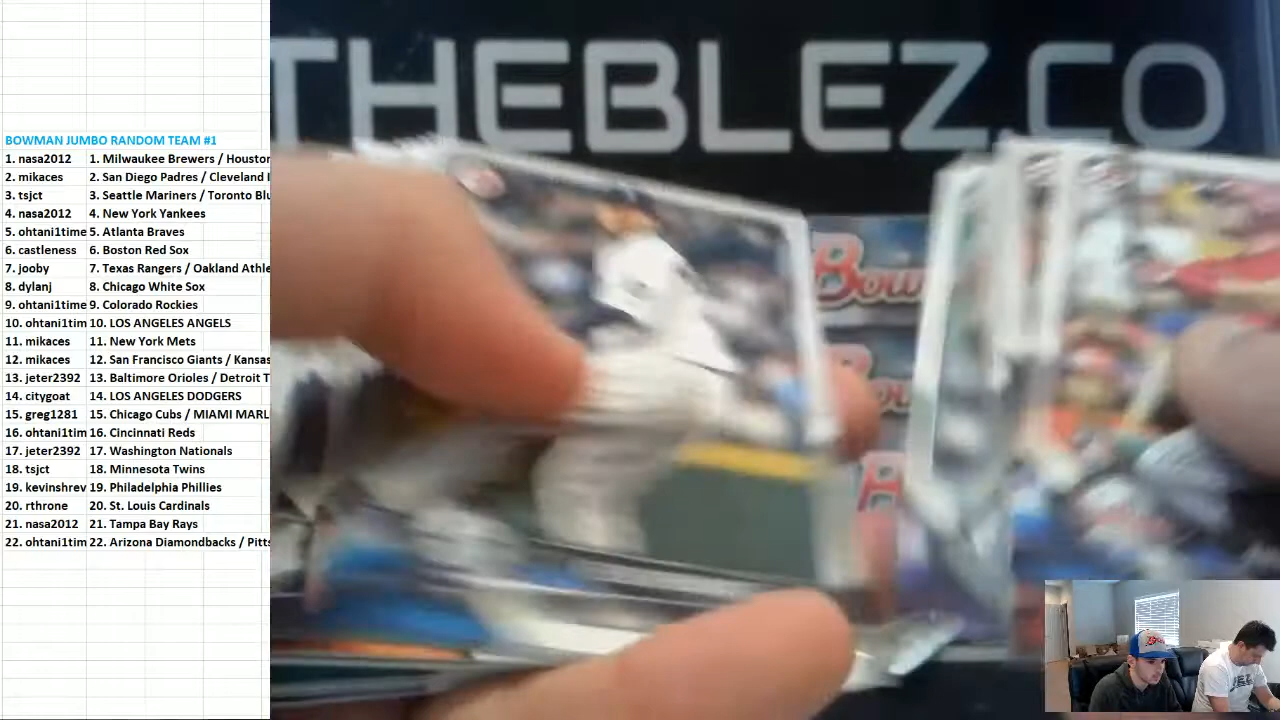 THEBLEZ.CO
BOWMAN JUMBO RANDOM TEAM #1
1. nasa2012 1. Milwaukee Brewers / Houston
2. mikaces 2. San Diego Padres / Cleveland I
3. tsjct 3. Seattle Mariners / Toronto Blu
4. nasa2012 4. New York Yankees
5. ohtani1time 5. Atlanta Braves
6. castleness 6. Boston Red Sox
7. jooby 7. Texas Rangers / Oakland Athle
8. dylanj 8. Chicago White Sox
9. ohtani1time 9. Colorado Rockies
10. ohtani1tim 10. LOS ANGELES ANGELS
11. mikaces 11. New York Mets
12. mikaces 12. San Francisco Giants / Kansas
13. jeter2392 13. Baltimore Orioles / Detroit T
14. citygoat 14. LOS ANGELES DODGERS
15. greg1281 15. Chicago Cubs / MIAMI MARL
16. ohtani1tim 16. Cincinnati Reds
17. jeter2392 17. Washington Nationals
18. tsjct 18. Minnesota Twins
19. kevinshrev 19. Philadelphia Phillies
20. rthrone 20. St. Louis Cardinals
21. nasa2012 21. Tampa Bay Rays
22. ohtani1tim 22. Arizona Diamondbacks / Pitts
Bow
Bow
B